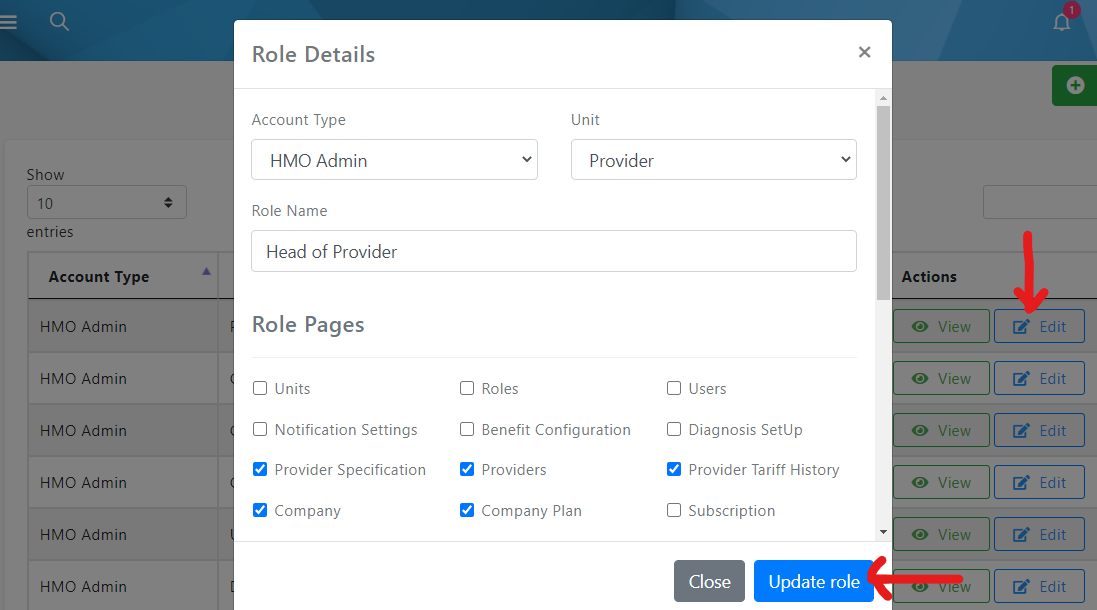 1
Role Details
×
Account Type
Unit
HMO Admin
Provider
Show
10
entries
Role Name
Head of Provider
Account Type
Actions
Role Pages
HMO Admin
View
Edit
Units
Roles
Users
HMO Admin
View
Edit
Notification Settings
Benefit Configuration
Diagnosis SetUp
HMO Admin
View
Edit
Provider Specification
Providers
Provider Tariff History
HMO Admin
View
Edit
Company
Company Plan
Subscription
HMO Admin
View
Edit
HMO Admin
View
Edit
Close
Update role